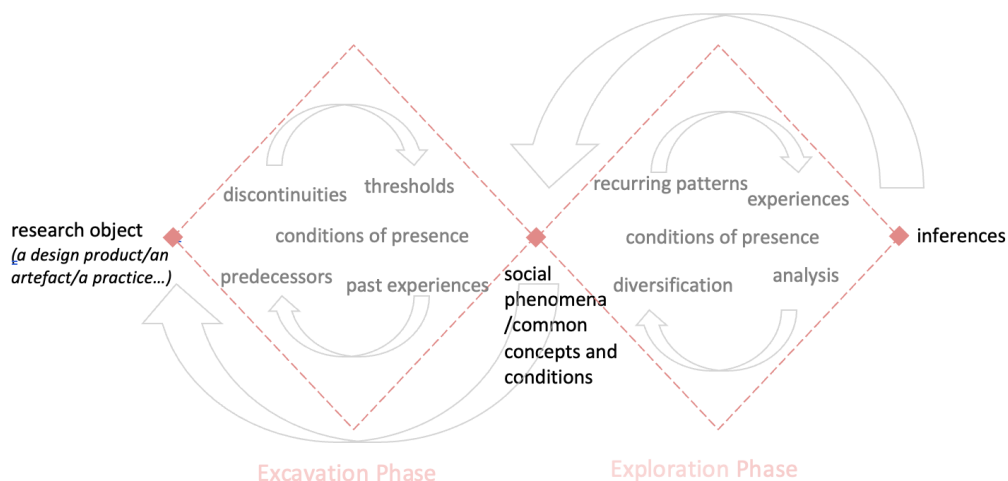 discontinuities
thresholds
conditions of presence
predecessors
past experiences
research object
(a design product/an
artefact/a practice…)
recurring patterns
experiences
conditions of presence
diversification
analysis
inferences
social
phenomena
/common
concepts and
conditions
Excavation Phase
Exploration Phase